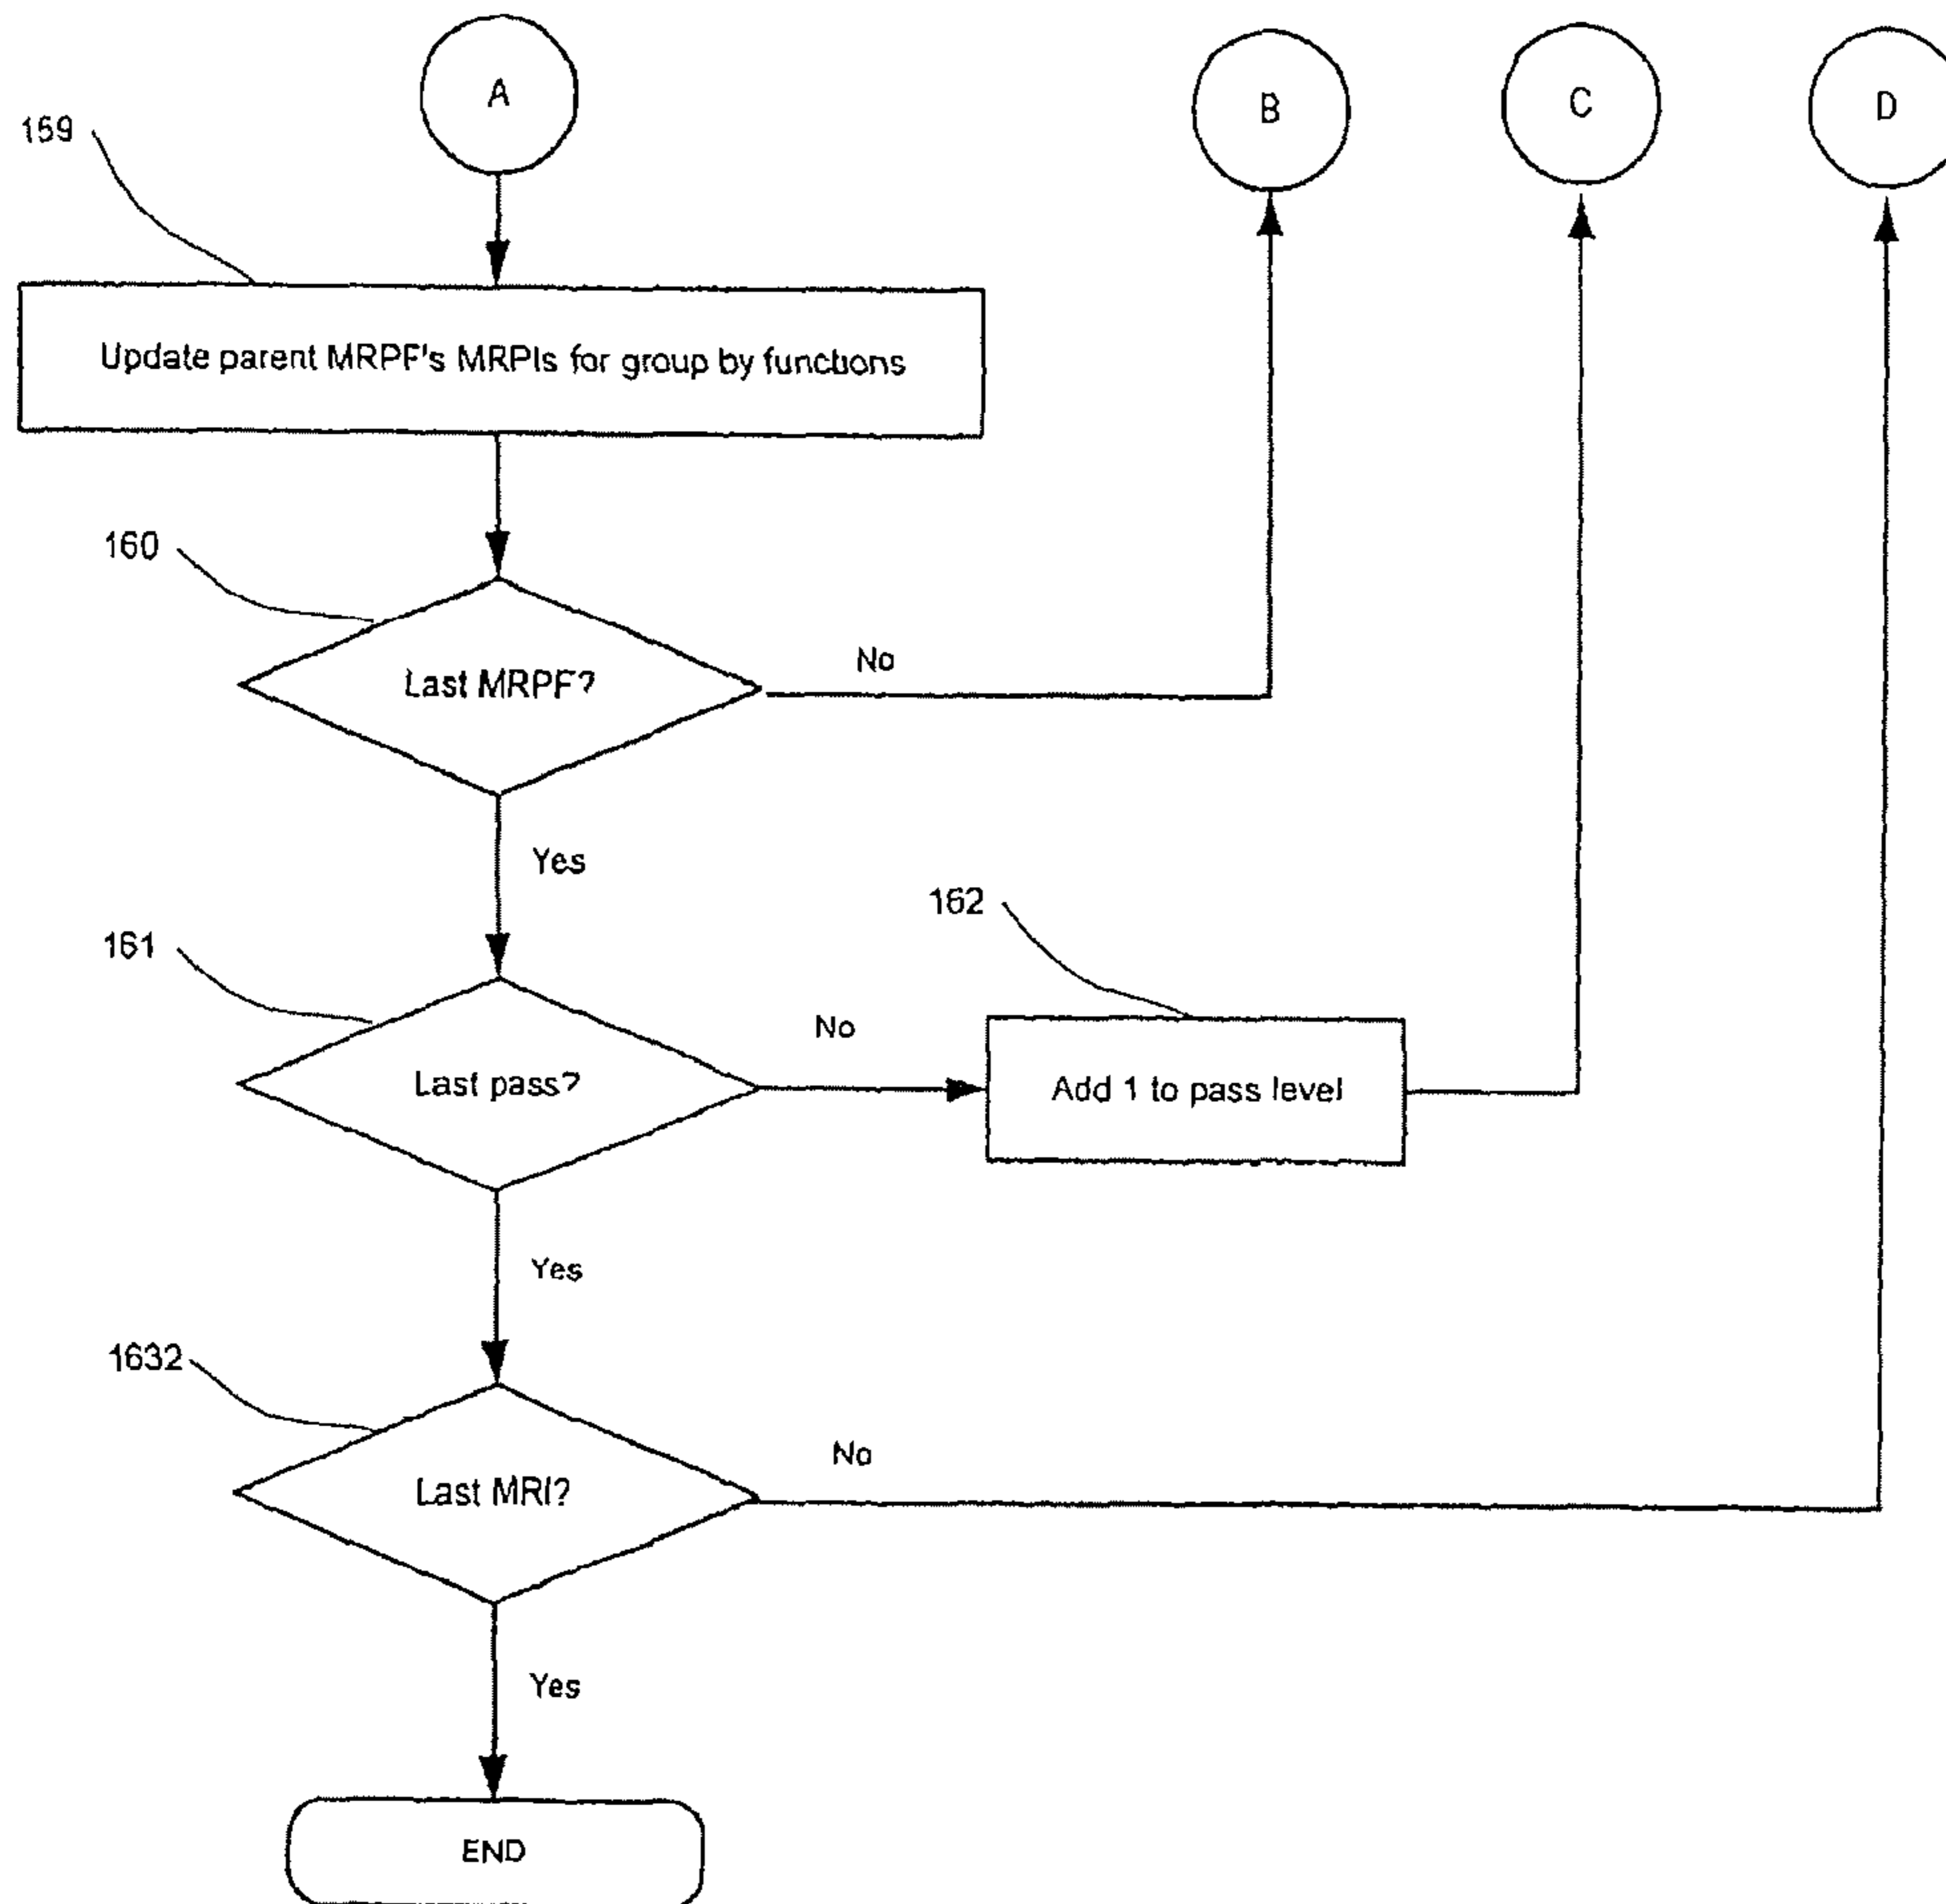 A
B
C
D
159
Update parent MRPF's MRPIs for group by functions
160
Last MRPF?
No
Yes
161
Last pass?
No
162
Add 1 to pass level
Yes
1632
Last MRI?
No
Yes
END